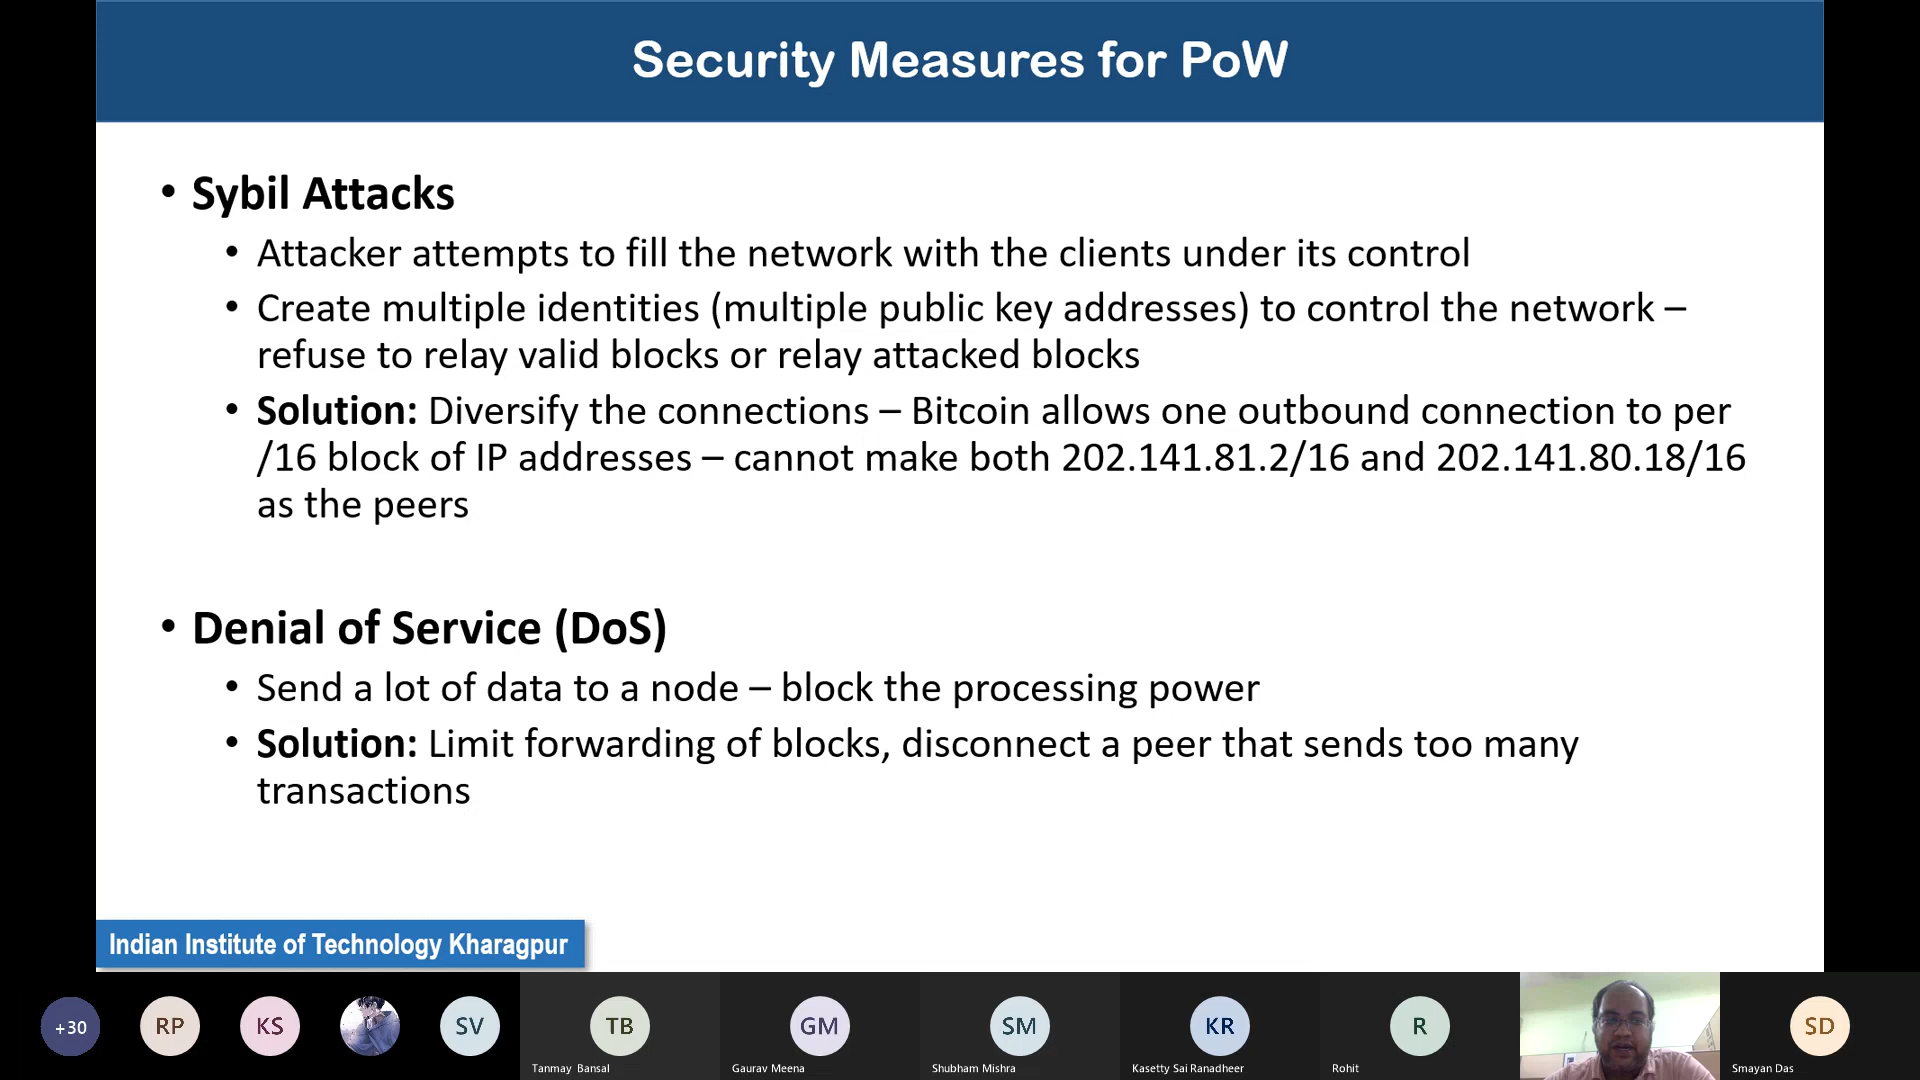 Security Measures for PoW
• Sybil Attacks
• Attacker attempts to fill the network with the clients under its control
• Create multiple identities (multiple public key addresses) to control the network –
refuse to relay valid blocks or relay attacked blocks
• Solution: Diversify the connections – Bitcoin allows one outbound connection to per
/16 block of IP addresses – cannot make both 202.141.81.2/16 and 202.141.80.18/16
as the peers
• Denial of Service (DoS)
• Send a lot of data to a node – block the processing power
• Solution: Limit forwarding of blocks, disconnect a peer that sends too many
transactions
Indian Institute of Technology Kharagpur
+30 RP KS SV TB GM SM KR R SD
Tanmay Bansal Gaurav Meena Shubham Mishra Kasetty Sai Ranadheer Rohit Smayan Das